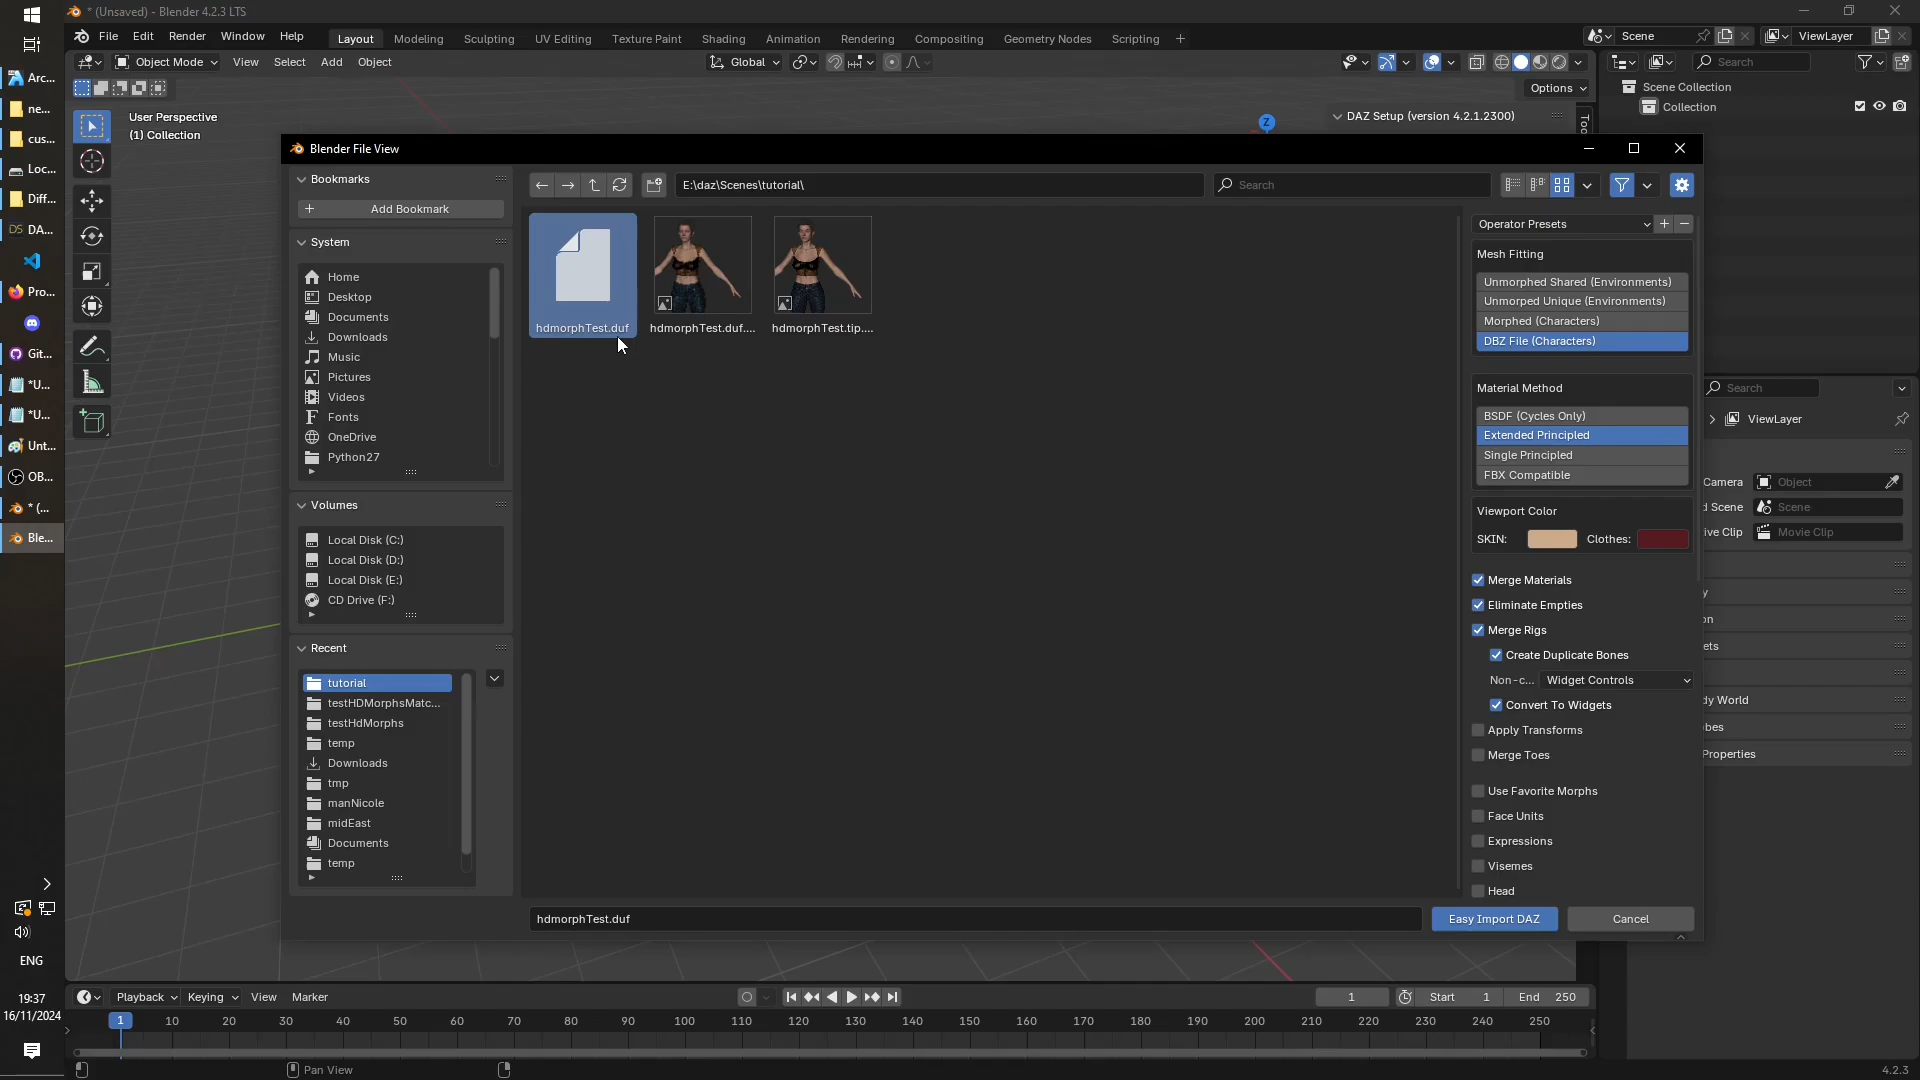 * (Unsaved) - Blender 4.2.3 LTS
File Edit Render Window Help
Layout Modeling Sculpting UV Editing Texture Paint Shading Animation Rendering Compositing Geometry Nodes Scripting +
Scene ViewLayer
Object Mode View Select Add Object Global
Search
Options
Scene Collection
Collection
User Perspective
(1) Collection
Z
DAZ Setup (version 4.2.1.2300)
Arc...
ne...
cus...
Loc...
Diff...
DS DA...
Pro...
Git...
*U...
*U...
Unt...
OB...
* (...
Ble...
ENG
19:37
16/11/2024
Blender File View
Bookmarks
+ Add Bookmark
System
Home
Desktop
Documents
Downloads
Music
Pictures
Videos
Fonts
OneDrive
Python27
Volumes
Local Disk (C:)
Local Disk (D:)
Local Disk (E:)
CD Drive (F:)
Recent
tutorial
testHDMorphsMatc...
testHdMorphs
temp
Downloads
tmp
manNicole
midEast
Documents
temp
E:\daz\Scenes\tutorial\
Search
hdmorphTest.duf
hdmorphTest.duf....
hdmorphTest.tip....
Operator Presets
Mesh Fitting
Unmorphed Shared (Environments)
Unmorped Unique (Environments)
Morphed (Characters)
DBZ File (Characters)
Material Method
BSDF (Cycles Only)
Extended Principled
Single Principled
FBX Compatible
Viewport Color
SKIN: Clothes:
Merge Materials
Eliminate Empties
Merge Rigs
Create Duplicate Bones
Non-c... Widget Controls
Convert To Widgets
Apply Transforms
Merge Toes
Use Favorite Morphs
Face Units
Expressions
Visemes
Head
hdmorphTest.duf
Easy Import DAZ
Cancel
Search
ViewLayer
Camera Object
d Scene Scene
ive Clip Movie Clip
y
on
ets
dy World
bes
Properties
Playback Keying View Marker
1
Start 1
End 250
1 10 20 30 40 50 60 70 80 90 100 110 120 130 140 150 160 170 180 190 200 210 220 230 240 250
Pan View
4.2.3